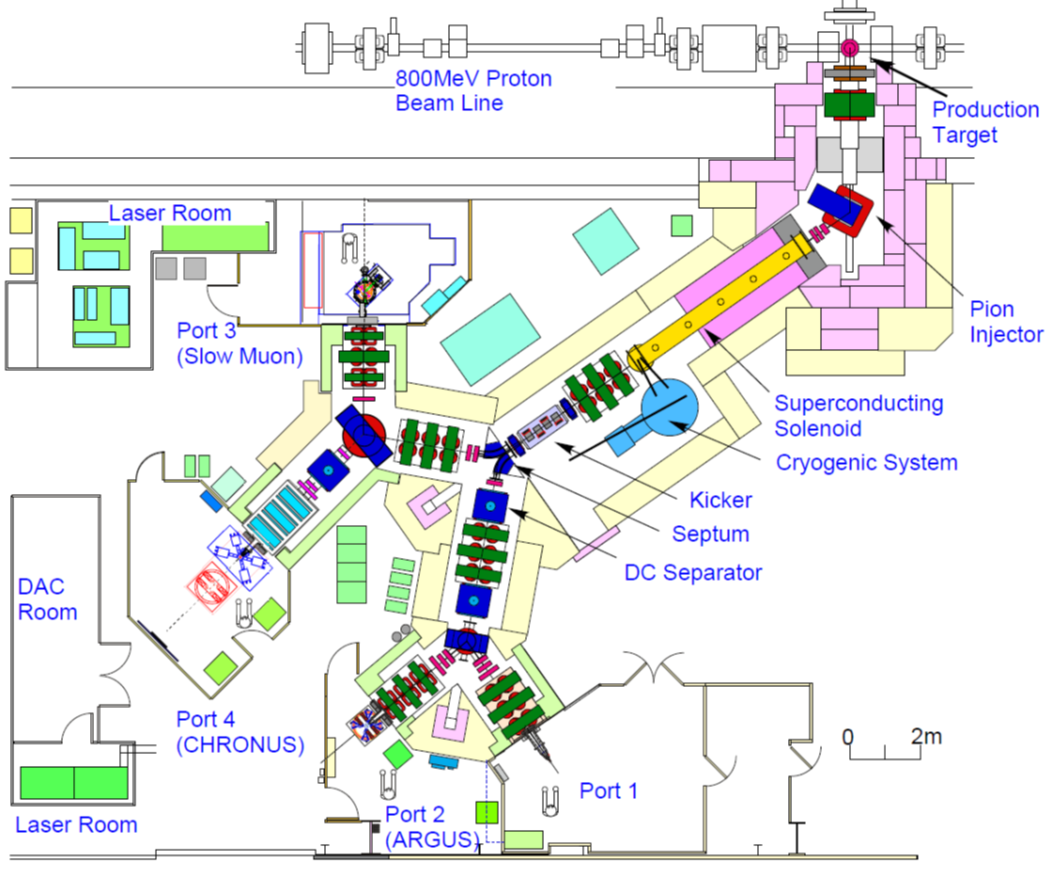 800MeV Proton
Beam Line
Production
Target
Laser Room
Pion
Injector
Port 3
(Slow Muon)
Superconducting
Solenoid
Cryogenic System
Kicker
Septum
DC Separator
DAC
Room
Port 4
(CHRONUS)
0 2m
Port 1
Port 2
(ARGUS)
Laser Room